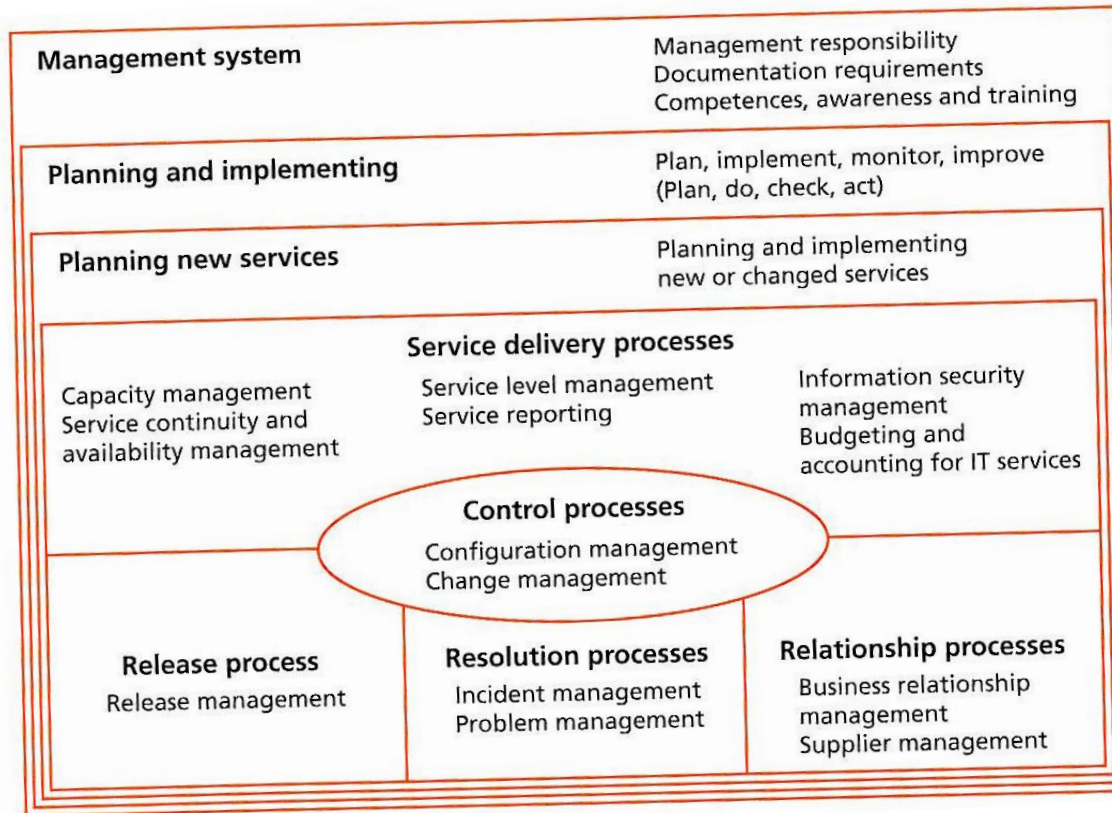 Management system
Management responsibility
Documentation requirements
Competences, awareness and training
Planning and implementing
Plan, implement, monitor, improve
(Plan, do, check, act)
Planning new services
Planning and implementing
new or changed services
Service delivery processes
Capacity management
Service continuity and
availability management
Service level management
Service reporting
Information security
management
Budgeting and
accounting for IT services
Control processes
Configuration management
Change management
Release process
Release management
Resolution processes
Incident management
Problem management
Relationship processes
Business relationship
management
Supplier management